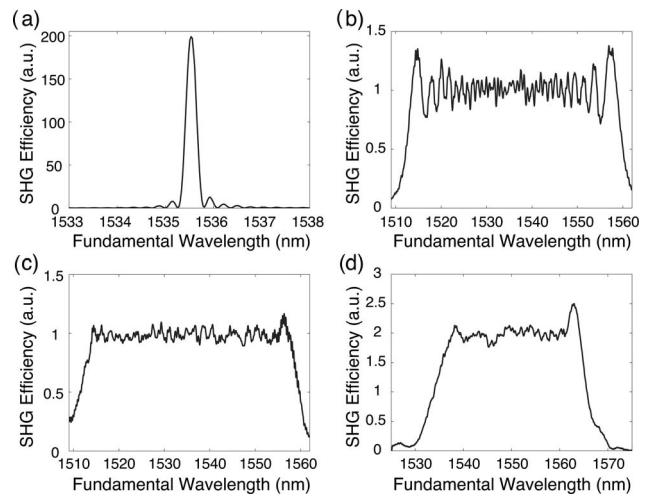 (a)
SHG Efficiency (a.u.)
200
150
100
50
0
1533 1534 1535 1536 1537 1538
Fundamental Wavelength (nm)
(b)
SHG Efficiency (a.u.)
1.5
1
0.5
0
1510 1520 1530 1540 1550 1560
Fundamental Wavelength (nm)
(c)
SHG Efficiency (a.u.)
1.5
1
0.5
0
1510 1520 1530 1540 1550 1560
Fundamental Wavelength (nm)
(d)
SHG Efficiency (a.u.)
3
2.5
2
1.5
1
0.5
0
1530 1540 1550 1560 1570
Fundamental Wavelength (nm)